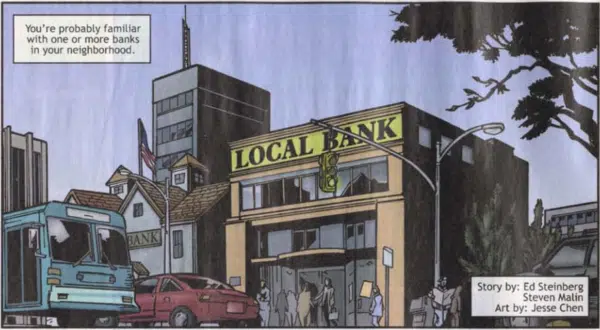 You're probably familiar
with one or more banks
in your neighborhood.
LOCAL BANK
BANK
Story by: Ed Steinberg
Steven Malin
Art by: Jesse Chen